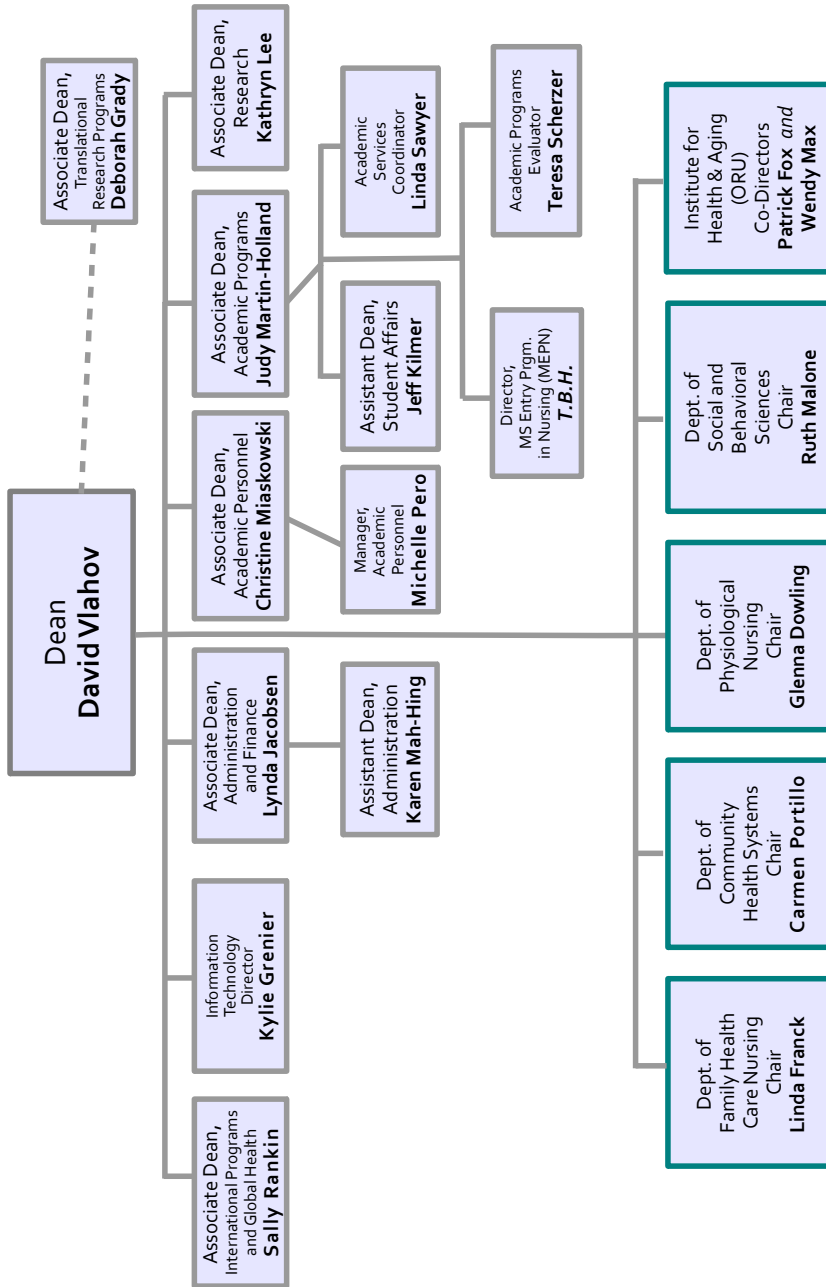 Dean
David Vlahov
Associate Dean,
Translational
Research Programs
Deborah Grady
Associate Dean,
International Programs
and Global Health
Sally Rankin
Information
Technology
Director
Kylie Grenier
Associate Dean,
Administration
and Finance
Lynda Jacobsen
Associate Dean,
Academic Personnel
Christine Miaskowski
Associate Dean,
Academic Programs
Judy Martin-Holland
Associate Dean,
Research
Kathryn Lee
Assistant Dean,
Administration
Karen Mah-Hing
Manager,
Academic
Personnel
Michelle Pero
Assistant Dean,
Student Affairs
Jeff Kilmer
Academic
Services
Coordinator
Linda Sawyer
Director,
MS Entry Prgm.
in Nursing (MEPN)
T.B.H.
Academic Programs
Evaluator
Teresa Scherzer
Dept. of
Family Health
Care Nursing
Chair
Linda Franck
Dept. of
Community
Health Systems
Chair
Carmen Portillo
Dept. of
Physiological
Nursing
Chair
Glenna Dowling
Dept. of
Social and
Behavioral
Sciences
Chair
Ruth Malone
Institute for
Health & Aging
(ORU)
Co-Directors
Patrick Fox and
Wendy Max